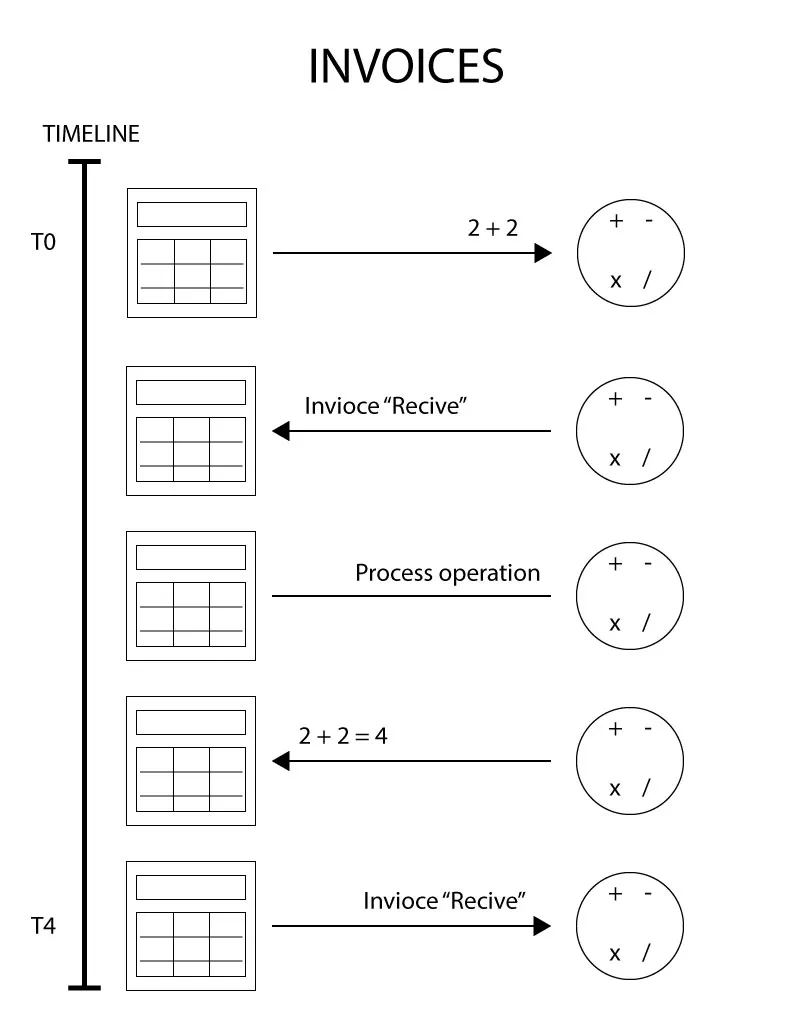 INVOICES
TIMELINE
T0
2 + 2
+ -
x /
Invioce “Recive”
+ -
x /
Process operation
+ -
x /
2 + 2 = 4
+ -
x /
T4
Invioce “Recive”
+ -
x /